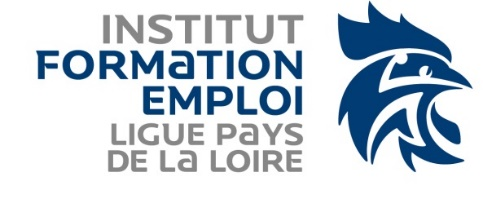 INSTITUT
FORMaTION
EMPLOI
LIGUE PaYS
DE La LOIRE